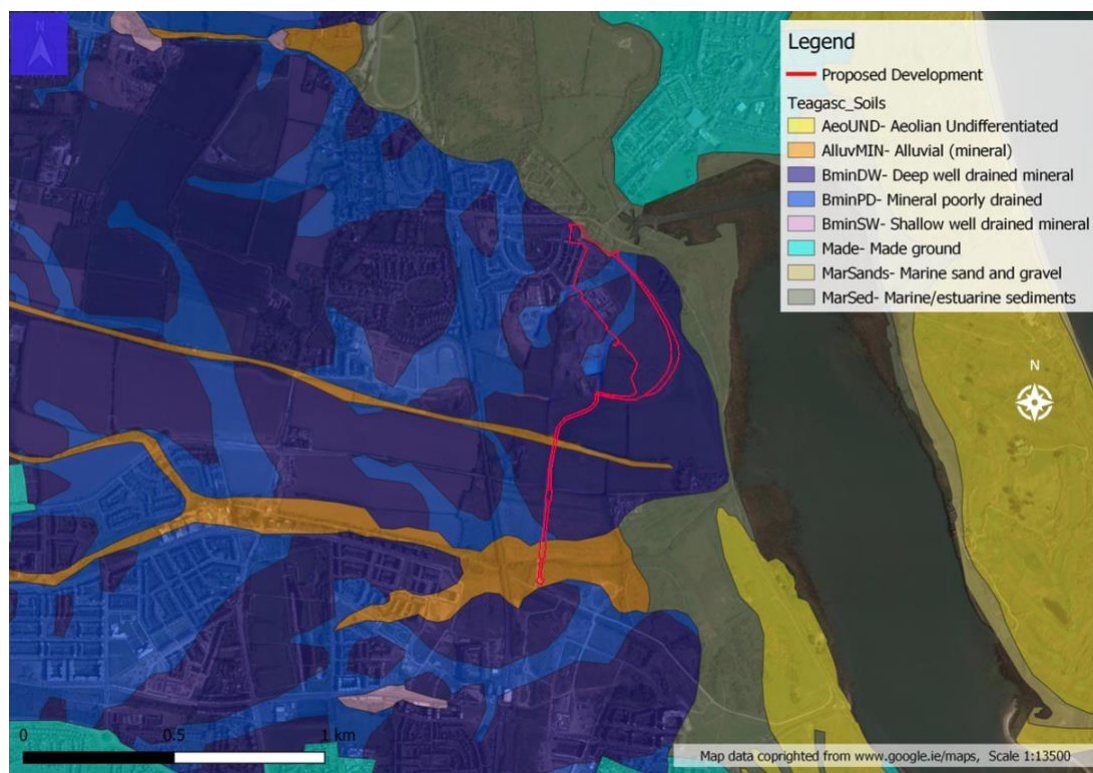 N
Legend
Proposed Development
Teagasc_Soils
AeoUND- Aeolian Undifferentiated
AlluvMIN- Alluvial (mineral)
BminDW- Deep well drained mineral
BminPD- Mineral poorly drained
BminSW- Shallow well drained mineral
Made- Made ground
MarSands- Marine sand and gravel
MarSed- Marine/estuarine sediments
N
0 0.5 1 km
Map data coprighted from www.google.ie/maps, Scale 1:13500